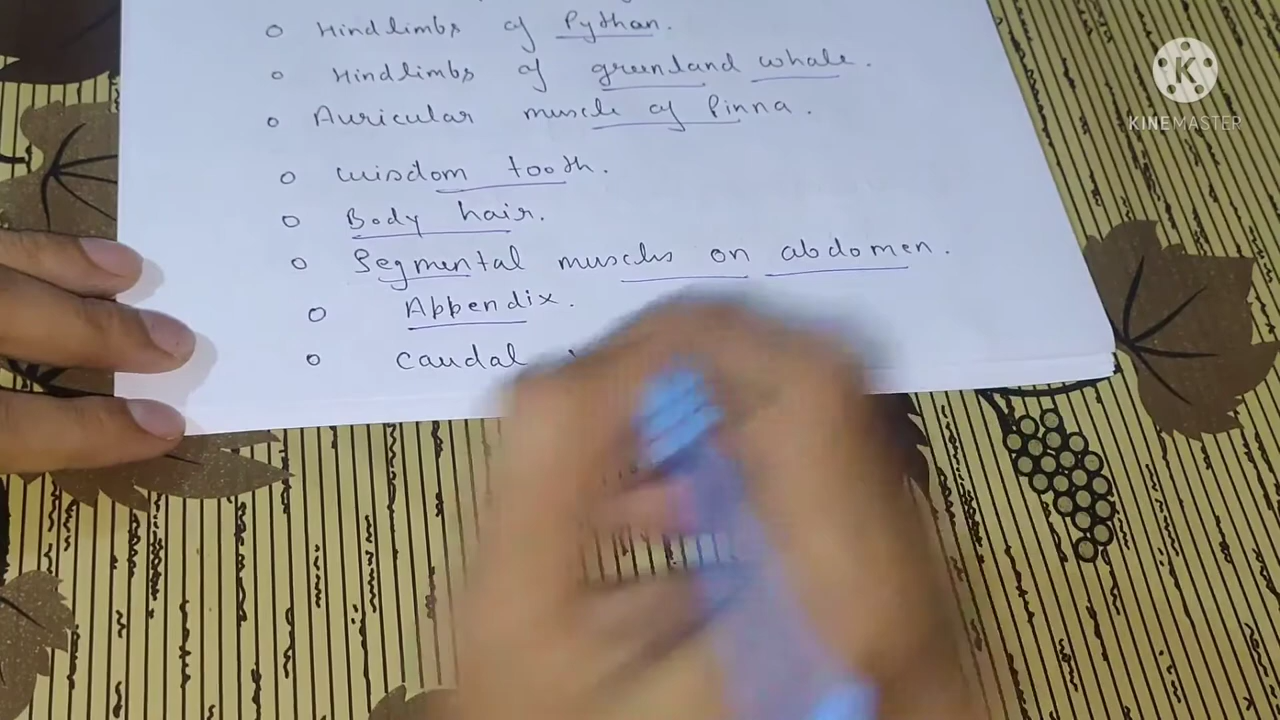 Hindlimbs of Python.
Hindlimbs of greenland whale.
Auricular muscle of Pinna.
wisdom tooth.
Body hair.
Segmental muscles on abdomen.
Appendix.
caudal
K
KINEMASTER